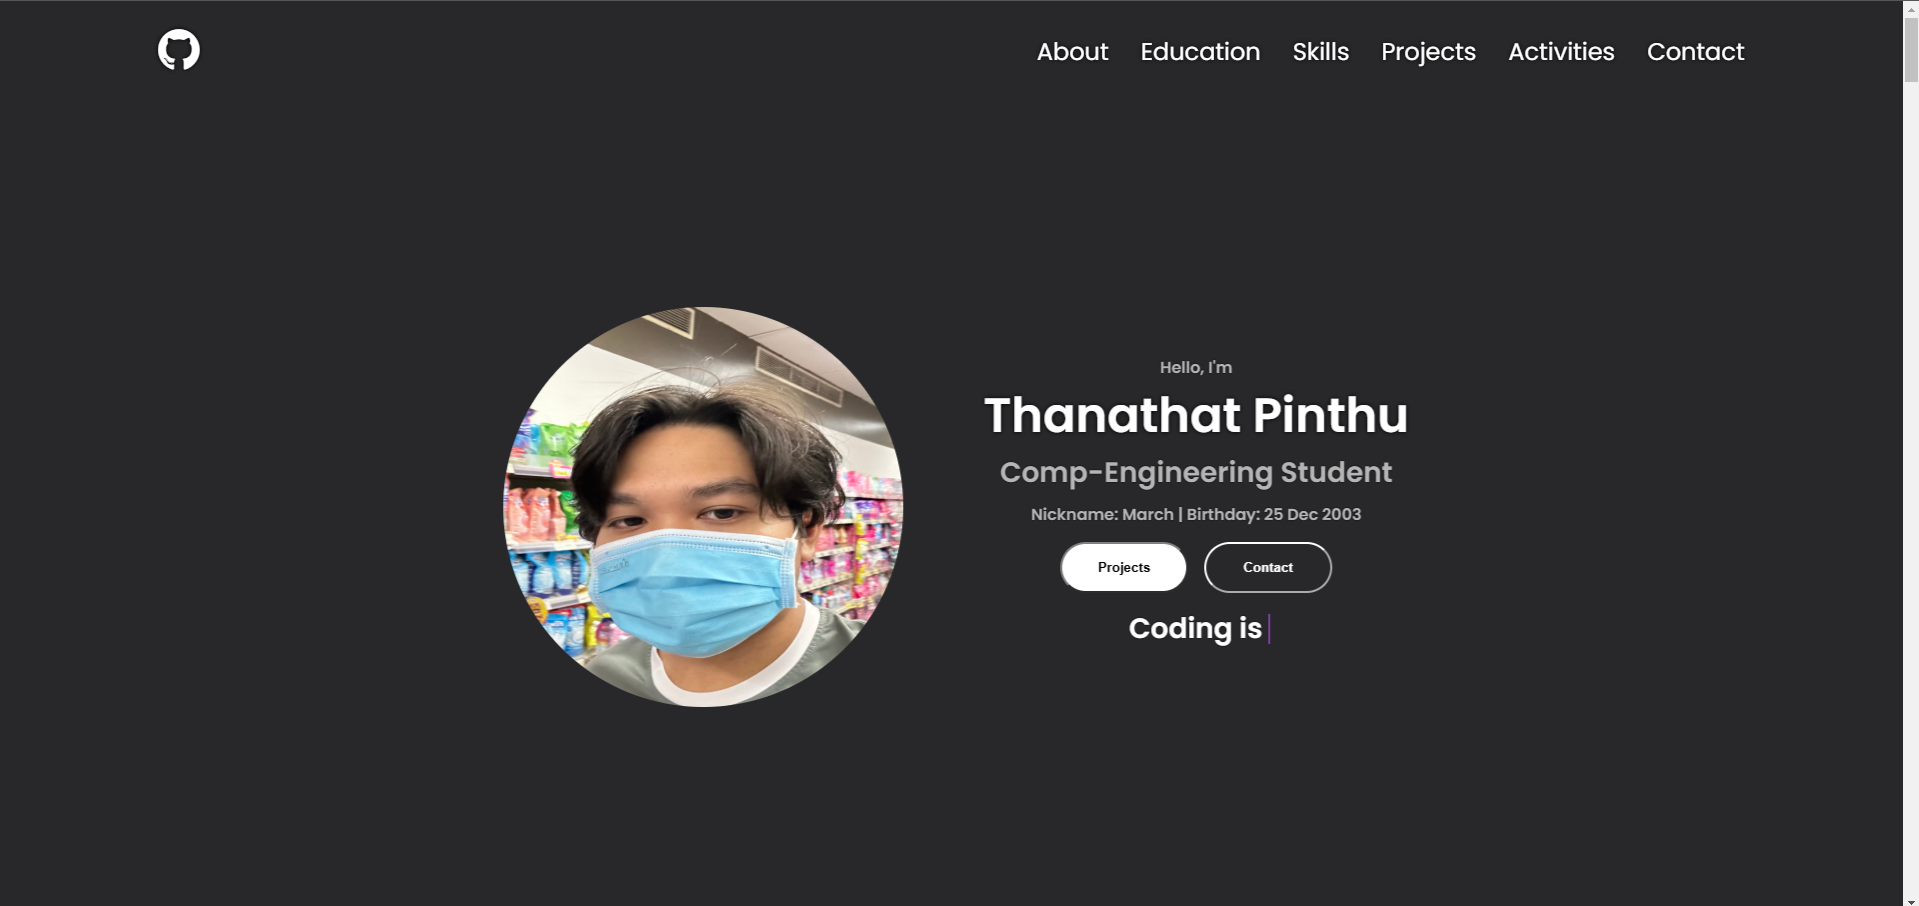 About Education Skills Projects Activities Contact
Hello, I'm
Thanathat Pinthu
Comp-Engineering Student
Nickname: March | Birthday: 25 Dec 2003
Projects Contact
Coding is